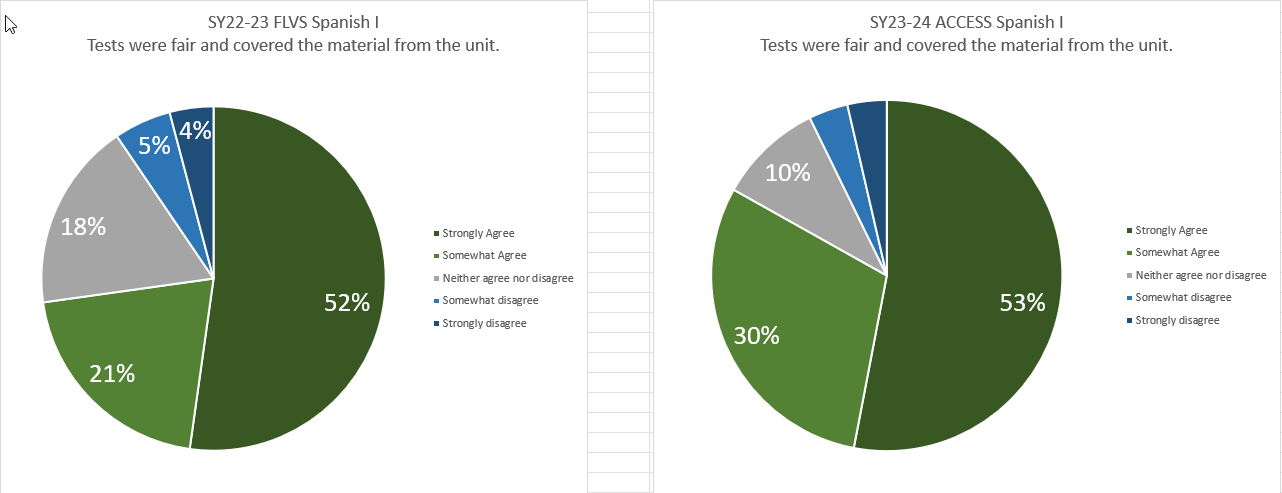 SY22-23 FLVS Spanish I
Tests were fair and covered the material from the unit.
4%
5%
18%
52%
21%
Strongly Agree
Somewhat Agree
Neither agree nor disagree
Somewhat disagree
Strongly disagree
SY23-24 ACCESS Spanish I
Tests were fair and covered the material from the unit.
10%
53%
30%
Strongly Agree
Somewhat Agree
Neither agree nor disagree
Somewhat disagree
Strongly disagree